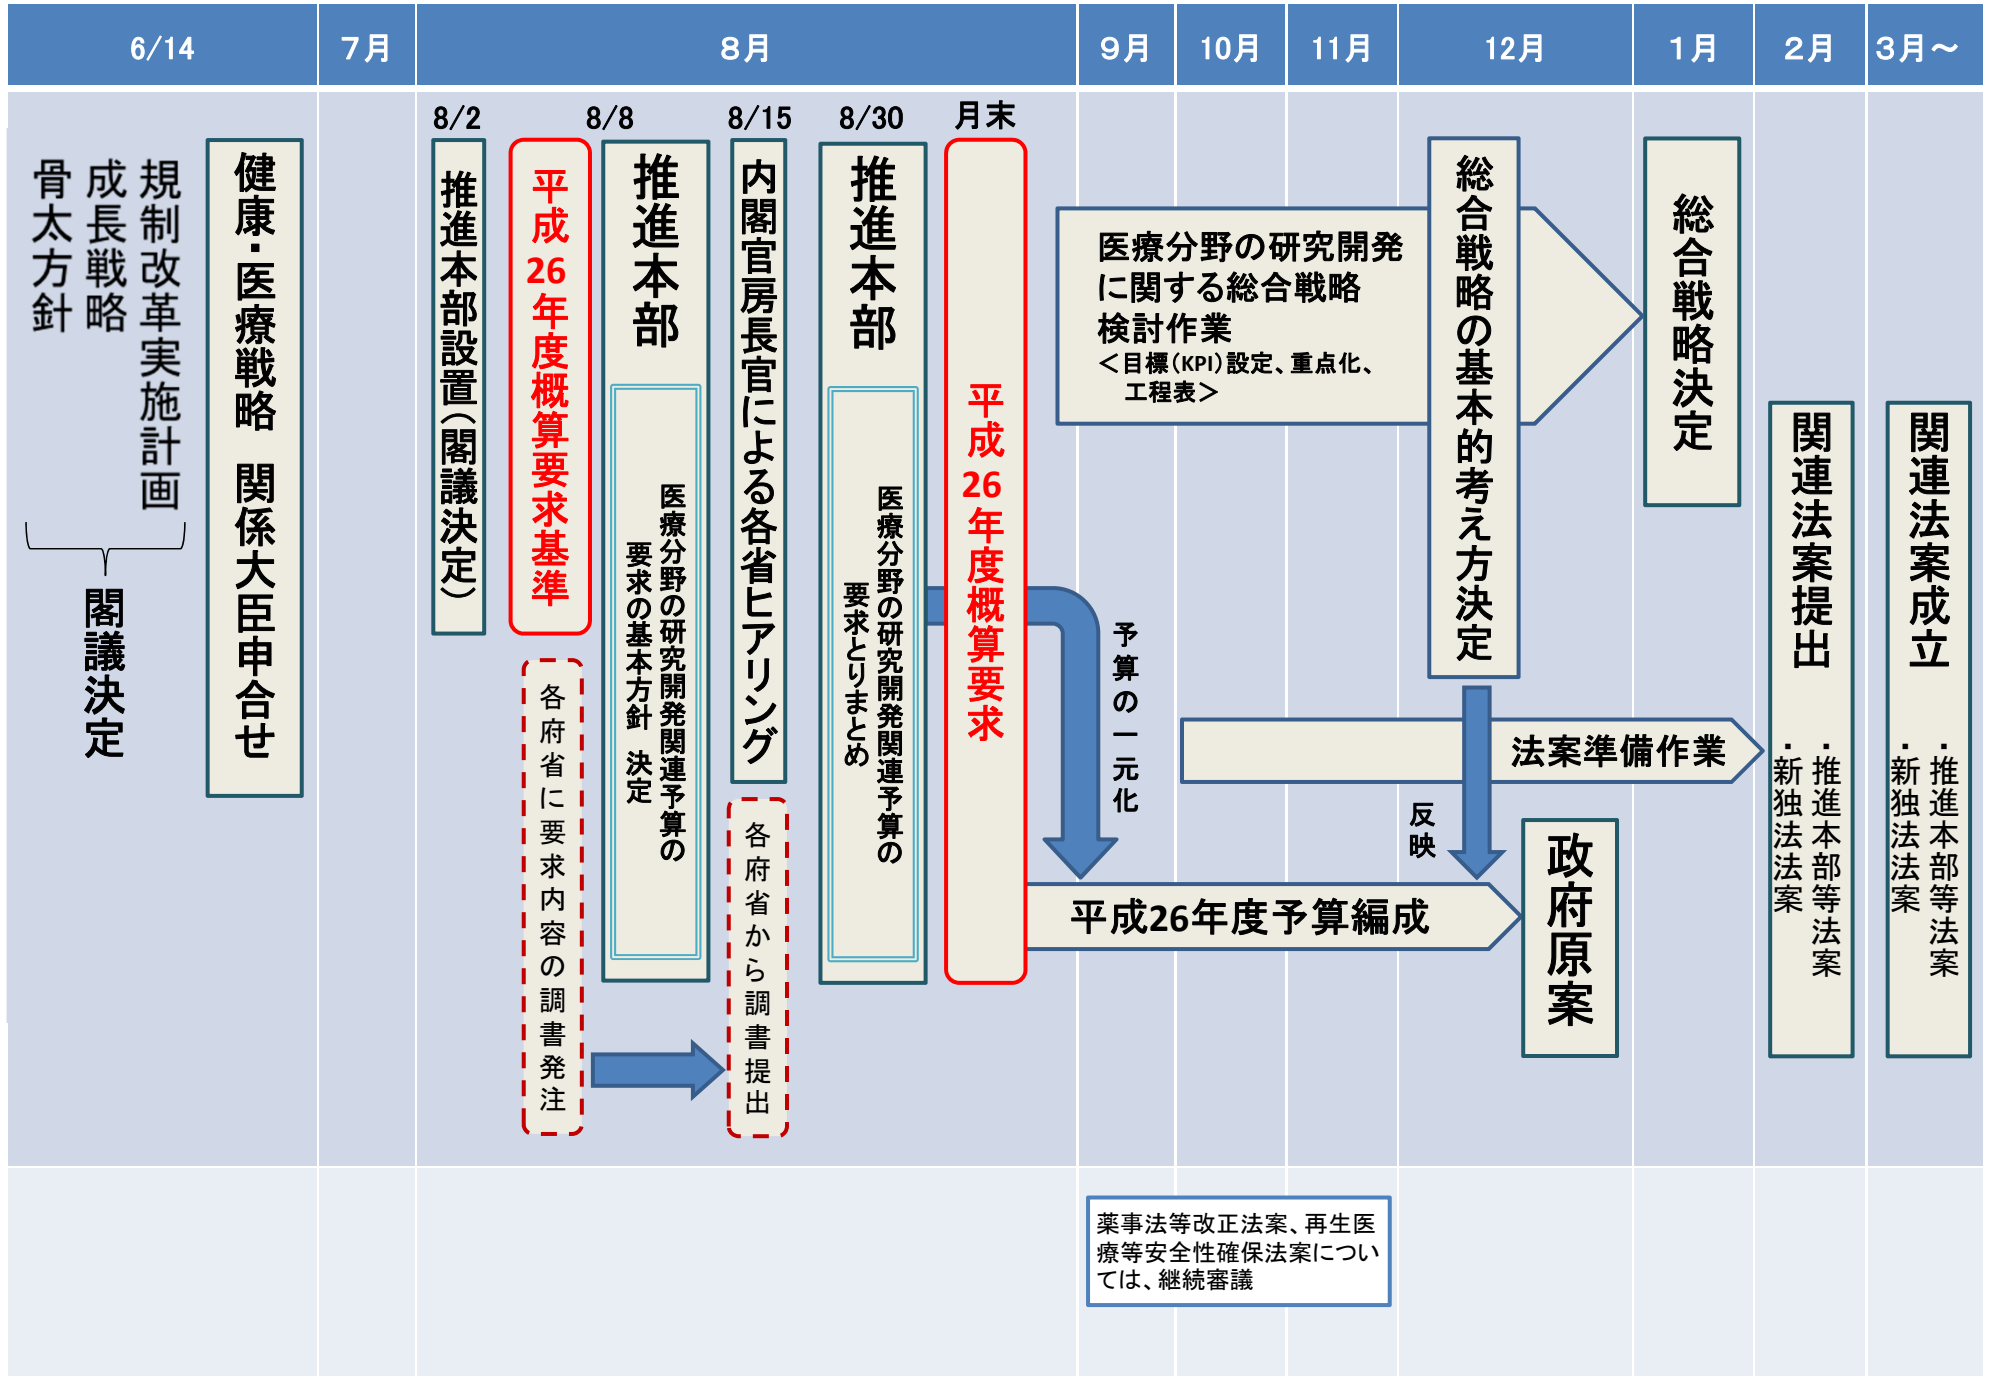 6/14
７月
８月
９月
10月
11月
12月
１月
２月
３月～
規制改革実施計画
成長戦略
骨太方針
閣議決定
健康・医療戦略　関係大臣申合せ
8/2
推進本部設置（閣議決定）
平成26年度概算要求基準
各府省に要求内容の調書発注
8/8
推進本部
医療分野の研究開発関連予算の
要求の基本方針　決定
8/15
内閣官房長官による各省ヒアリング
各府省から調書提出
8/30
推進本部
医療分野の研究開発関連予算の
要求とりまとめ
月末
平成26年度概算要求
予算の一元化
医療分野の研究開発
に関する総合戦略
検討作業
＜目標（KPI）設定、重点化、
工程表＞
総合戦略の基本的考え方決定
総合戦略決定
法案準備作業
反映
平成26年度予算編成
政府原案
関連法案提出
・推進本部等法案
・新独法法案
関連法案成立
・推進本部等法案
・新独法法案
薬事法等改正法案、再生医
療等安全性確保法案につい
ては、継続審議